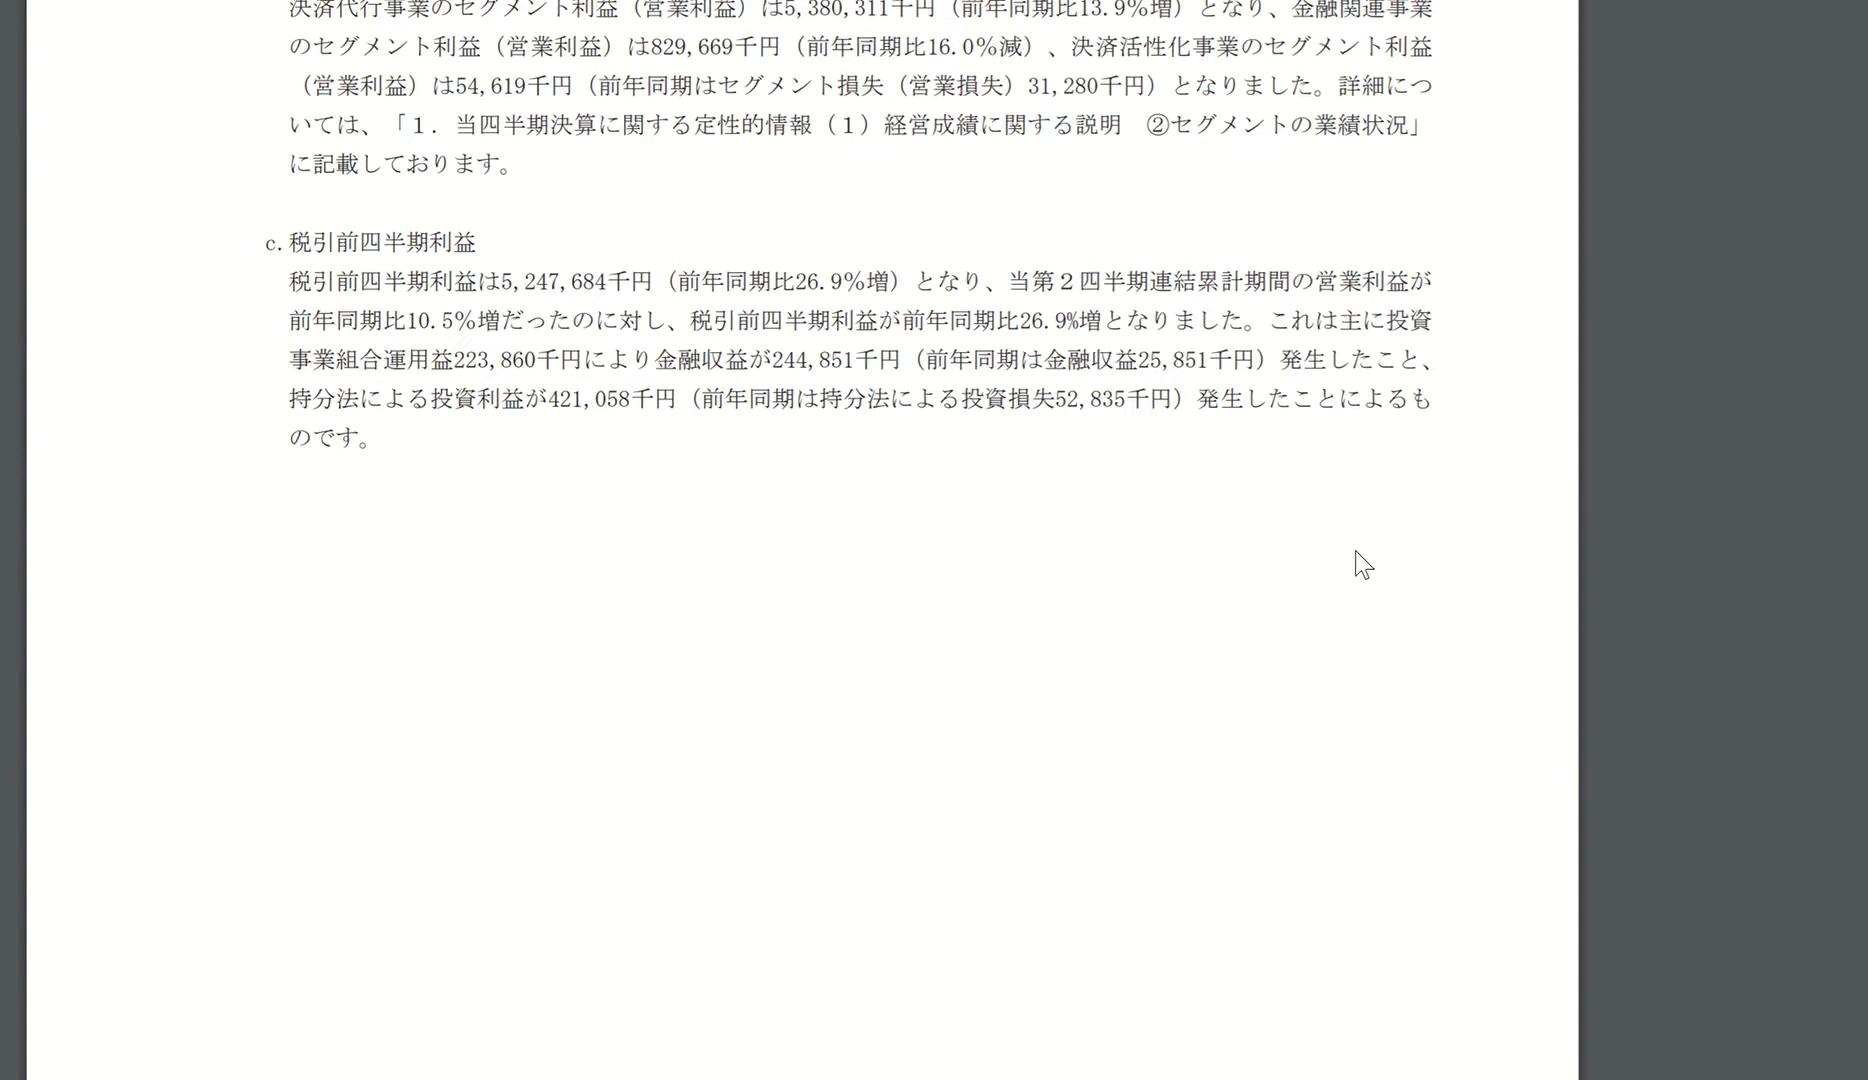 決済代行事業のセグメント利益（営業利益）は5,380,311千円（前年同期比13.9％増）となり、金融関連事業
のセグメント利益（営業利益）は829,669千円（前年同期比16.0％減）、決済活性化事業のセグメント利益
（営業利益）は54,619千円（前年同期はセグメント損失（営業損失）31,280千円）となりました。詳細につ
いては、「１．当四半期決算に関する定性的情報（１）経営成績に関する説明　②セグメントの業績状況」
に記載しております。
c.税引前四半期利益
税引前四半期利益は5,247,684千円（前年同期比26.9％増）となり、当第２四半期連結累計期間の営業利益が
前年同期比10.5％増だったのに対し、税引前四半期利益が前年同期比26.9%増となりました。これは主に投資
事業組合運用益223,860千円により金融収益が244,851千円（前年同期は金融収益25,851千円）発生したこと、
持分法による投資利益が421,058千円（前年同期は持分法による投資損失52,835千円）発生したことによるも
のです。